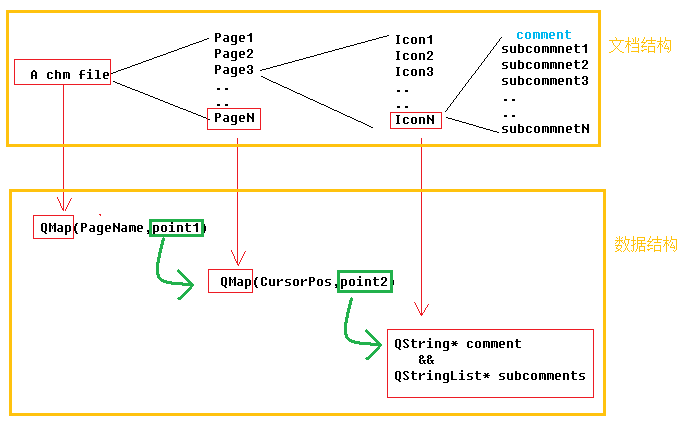 A chm file
Page1
Page2
Page3
..
..
PageN
Icon1
Icon2
Icon3
..
..
IconN
comment
subcommnet1
subcommnet2
subcomment3
..
..
subcommnetN
文档结构
QMap(PageName,point1)
QMap(CursorPos,point2)
QString* comment
&&
QStringList* subcomments
数据结构